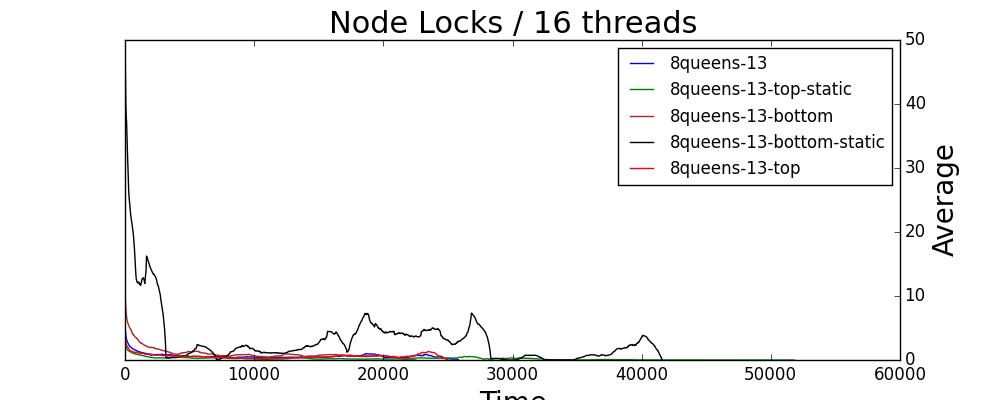 Node Locks / 16 threads
50
8queens-13
8queens-13-top-static
40
8queens-13-bottom
8queens-13-bottom-static
30
8queens-13-top
Average
20
10
0
0 10000 20000 30000 40000 50000 60000
Time